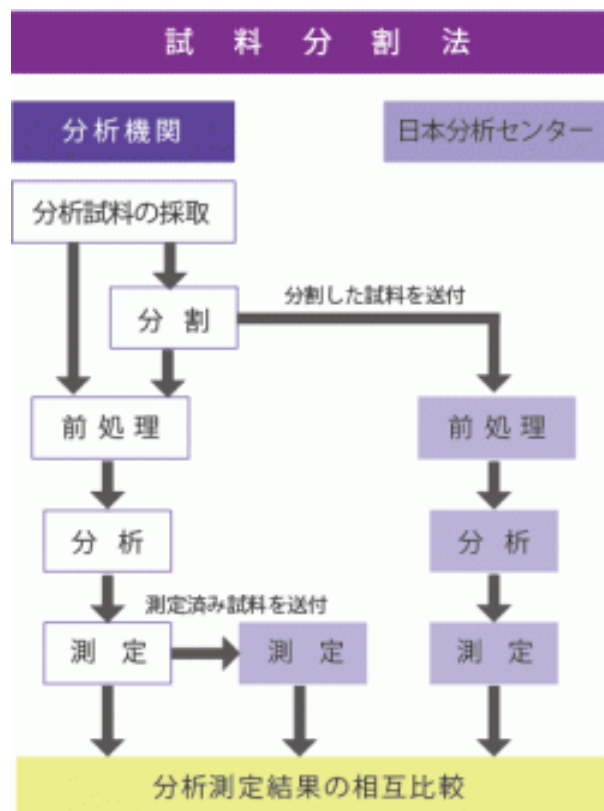 試料分割法
分析機関
日本分析センター
分析試料の採取
分割した試料を送付
分割
前処理
前処理
分析
分析
測定済み試料を送付
測定
測定
測定
分析測定結果の相互比較